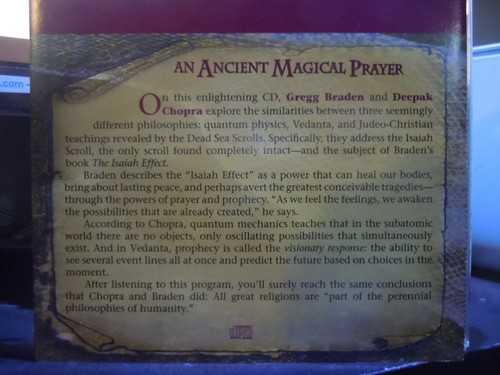 .com –
AN ANCIENT MAGICAL PRAYER
On this enlightening CD, Gregg Braden and Deepak
Chopra explore the similarities between three seemingly
different philosophies: quantum physics, Vedanta, and Judeo-Christian
teachings revealed by the Dead Sea Scrolls. Specifically, they address the Isaiah
Scroll, the only scroll found completely intact—and the subject of Braden's
book The Isaiah Effect.
Braden describes the "Isaiah Effect" as a power that can heal our bodies,
bring about lasting peace, and perhaps avert the greatest conceivable tragedies—
through the powers of prayer and prophecy. "As we feel the feelings, we awaken
the possibilities that are already created," he says.
According to Chopra, quantum mechanics teaches that in the subatomic
world there are no objects, only oscillating possibilities that simultaneously
exist. And in Vedanta, prophecy is called the visionary response: the ability to
see several event lines all at once and predict the future based on choices in the
moment.
After listening to this program, you'll surely reach the same conclusions
that Chopra and Braden did: All great religions are "part of the perennial
philosophies of humanity."